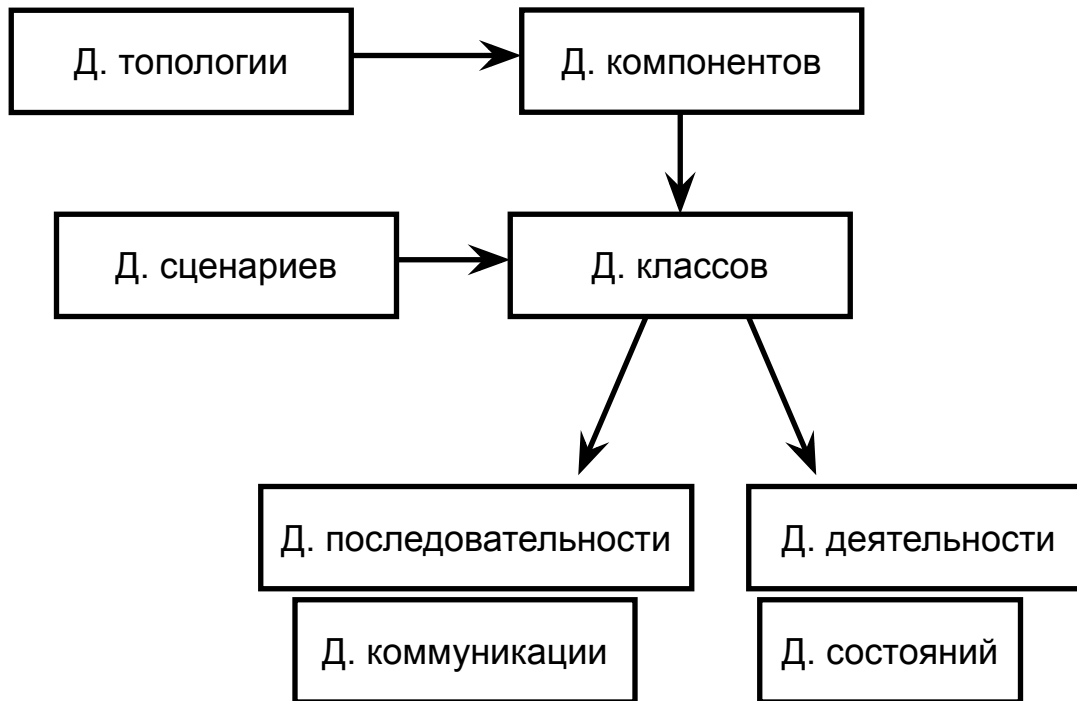 Д. топологии
Д. компонентов
Д. сценариев
Д. классов
Д. последовательности
Д. деятельности
Д. коммуникации
Д. состояний